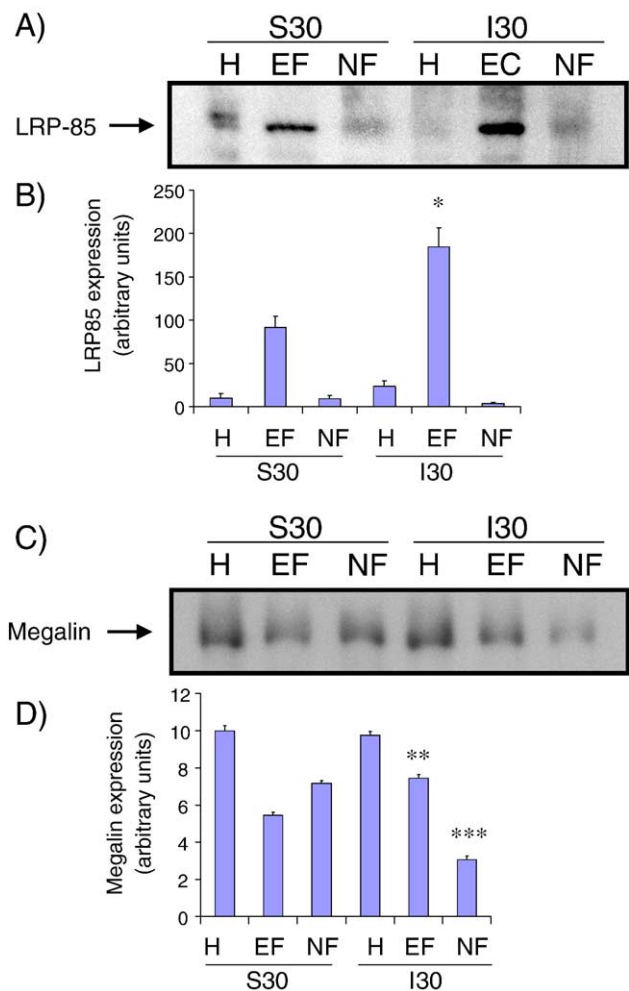 A)
S30 I30
H EF NF H EC NF
LRP-85
B)
LRP85 expression
(arbitrary units)
250
200
150
100
50
0
*
H EF NF H EF NF
S30 I30
C)
S30 I30
H EF NF H EF NF
Megalin
D)
Megalin expression
(arbitrary units)
12
10
8
6
4
2
0
**
***
H EF NF H EF NF
S30 I30